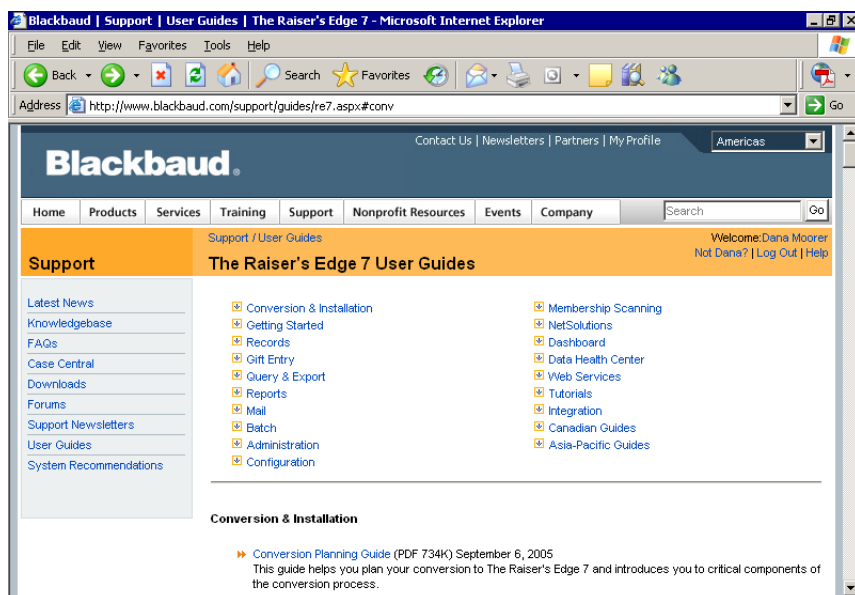 Blackbaud | Support | User Guides | The Raiser's Edge 7 - Microsoft Internet Explorer
File Edit View Favorites Tools Help
Back Search Favorites
Address http://www.blackbaud.com/support/guides/re7.aspx#conv Go
Contact Us | Newsletters | Partners | My Profile Americas
Blackbaud.
Home Products Services Training Support Nonprofit Resources Events Company Search Go
Support / User Guides Welcome:Dana Moorer
Support The Raiser's Edge 7 User Guides Not Dana? | Log Out | Help
Latest News
Knowledgebase
FAQs
Case Central
Downloads
Forums
Support Newsletters
User Guides
System Recommendations
Conversion & Installation
Getting Started
Records
Gift Entry
Query & Export
Reports
Mail
Batch
Administration
Configuration
Membership Scanning
NetSolutions
Dashboard
Data Health Center
Web Services
Tutorials
Integration
Canadian Guides
Asia-Pacific Guides
Conversion & Installation
Conversion Planning Guide (PDF 734K) September 6, 2005
This guide helps you plan your conversion to The Raiser's Edge 7 and introduces you to critical components of
the conversion process.